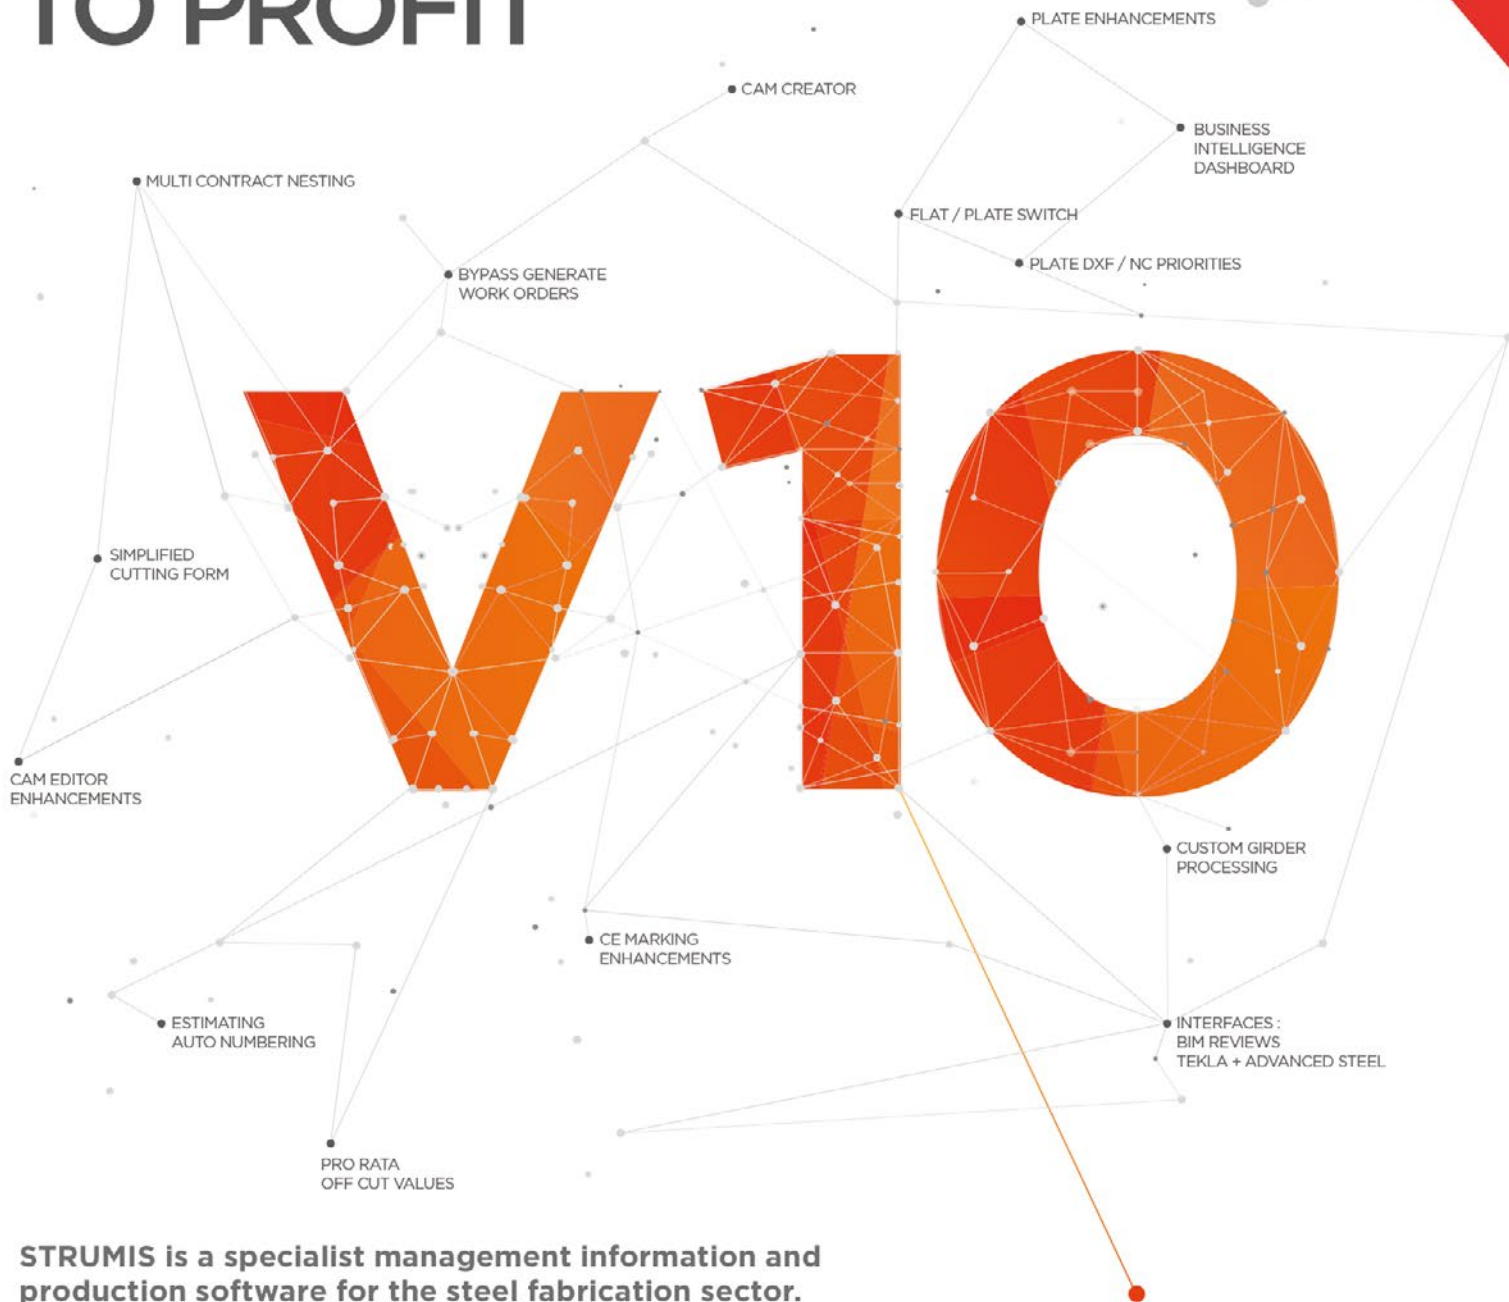 TO PROFIT
PLATE ENHANCEMENTS
CAM CREATOR
BUSINESS
INTELLIGENCE
DASHBOARD
MULTI CONTRACT NESTING
FLAT / PLATE SWITCH
PLATE DXF / NC PRIORITIES
BYPASS GENERATE
WORK ORDERS
V10
SIMPLIFIED
CUTTING FORM
CAM EDITOR
ENHANCEMENTS
CUSTOM GIRDER
PROCESSING
CE MARKING
ENHANCEMENTS
ESTIMATING
AUTO NUMBERING
INTERFACES :
BIM REVIEWS
TEKLA + ADVANCED STEEL
PRO RATA
OFF CUT VALUES
STRUMIS is a specialist management information and
production software for the steel fabrication sector.